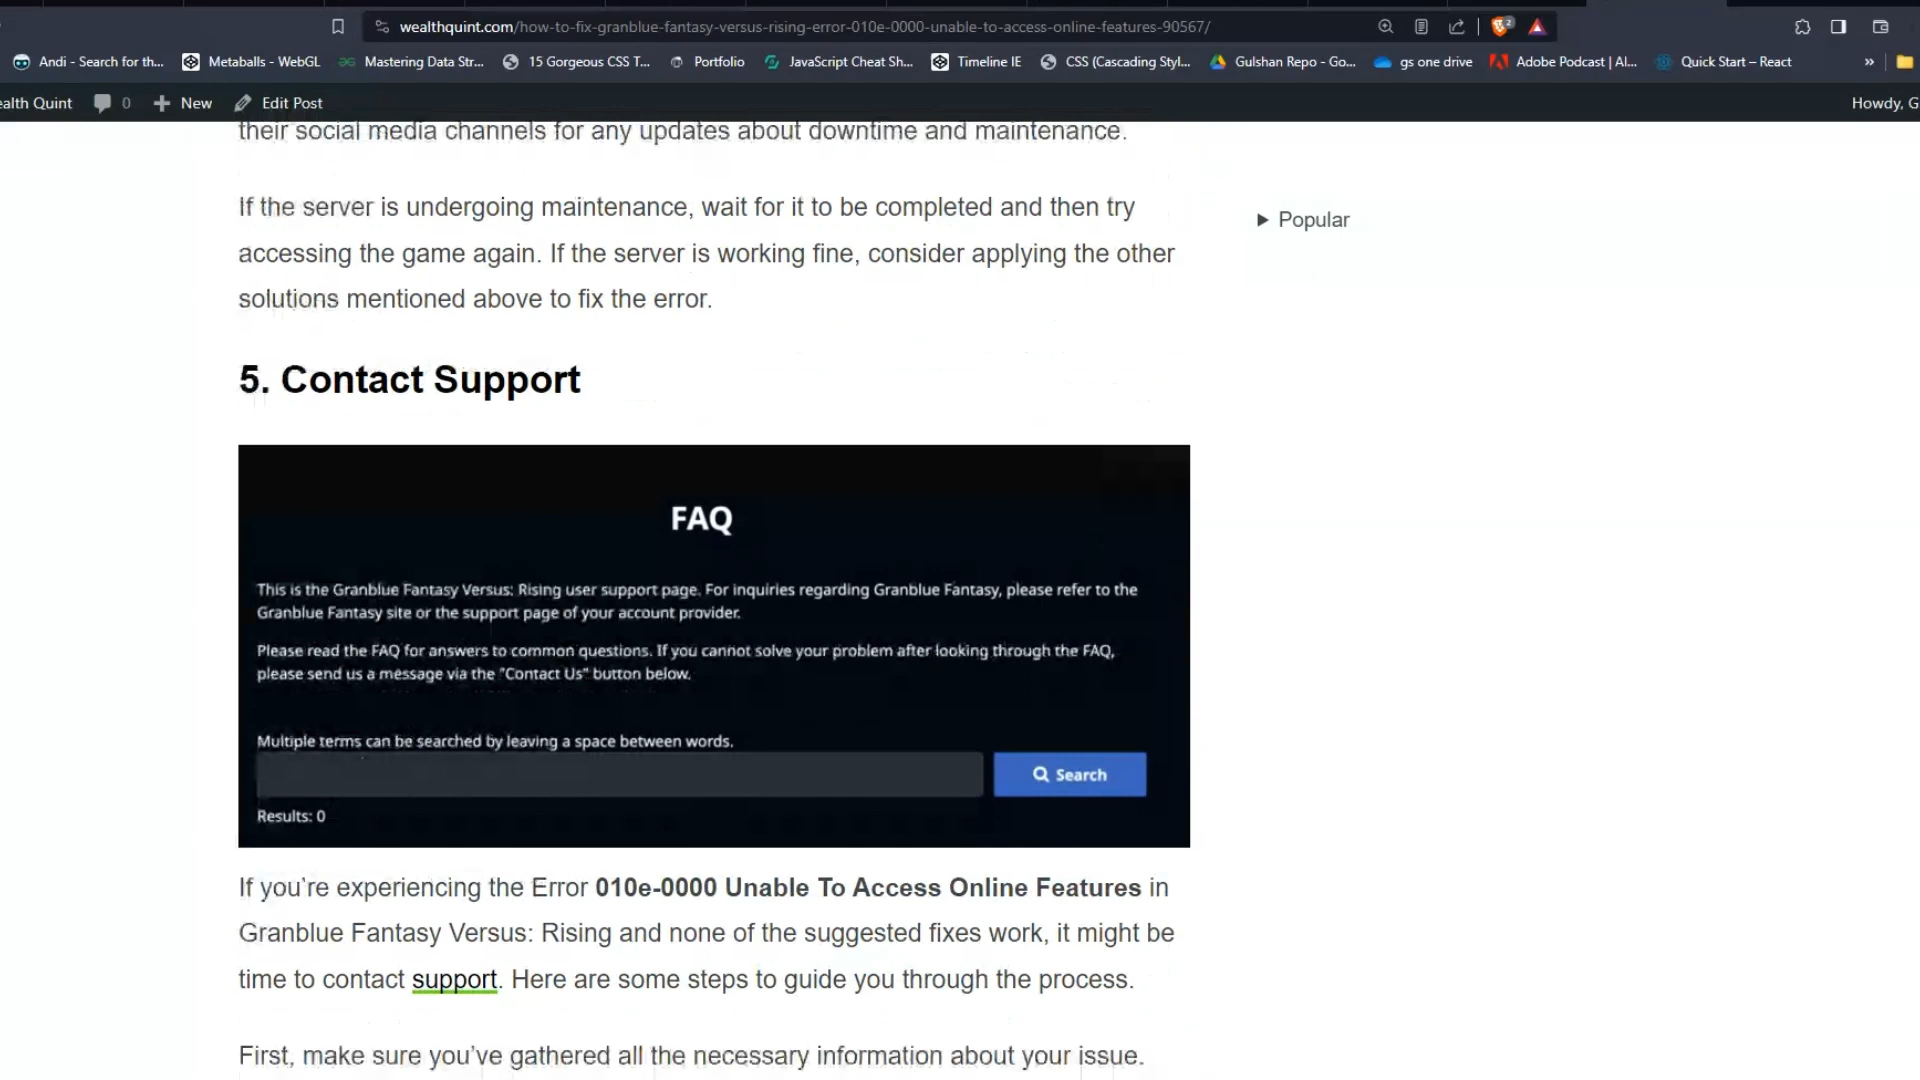 wealthquint.com/how-to-fix-granblue-fantasy-versus-rising-error-010e-0000-unable-to-access-online-features-90567/
2
Andi - Search for th... Metaballs - WebGL Mastering Data Str... 15 Gorgeous CSS T... Portfolio JavaScript Cheat Sh... Timeline IE CSS (Cascading Styl... Gulshan Repo - Go... gs one drive Adobe Podcast | Al... Quick Start – React »
ealth Quint 0 New Edit Post Howdy, G
their social media channels for any updates about downtime and maintenance.
If the server is undergoing maintenance, wait for it to be completed and then try
accessing the game again. If the server is working fine, consider applying the other
solutions mentioned above to fix the error.
Popular
5. Contact Support
FAQ
This is the Granblue Fantasy Versus: Rising user support page. For inquiries regarding Granblue Fantasy, please refer to the
Granblue Fantasy site or the support page of your account provider.
Please read the FAQ for answers to common questions. If you cannot solve your problem after looking through the FAQ,
please send us a message via the "Contact Us" button below.
Multiple terms can be searched by leaving a space between words.
Search
Results: 0
If you’re experiencing the Error 010e-0000 Unable To Access Online Features in
Granblue Fantasy Versus: Rising and none of the suggested fixes work, it might be
time to contact support. Here are some steps to guide you through the process.
First, make sure you’ve gathered all the necessary information about your issue.